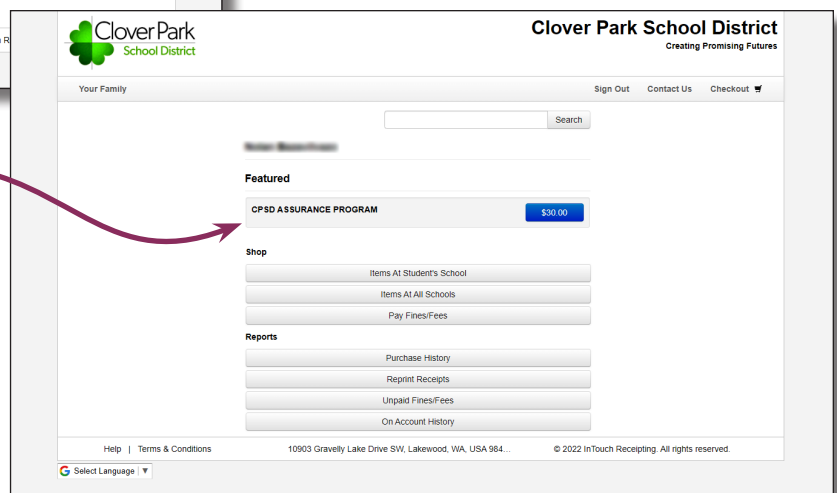 R
Clover Park
School District
Clover Park School District
Creating Promising Futures
Your Family
Sign Out
Contact Us
Checkout
Search
Featured
CPSD ASSURANCE PROGRAM
$30.00
Shop
Items At Student's School
Items At All Schools
Pay Fines/Fees
Reports
Purchase History
Reprint Receipts
Unpaid Fines/Fees
On Account History
Help | Terms & Conditions
10903 Gravelly Lake Drive SW, Lakewood, WA, USA 984...
© 2022 InTouch Receipting. All rights reserved.
G Select Language | ▼